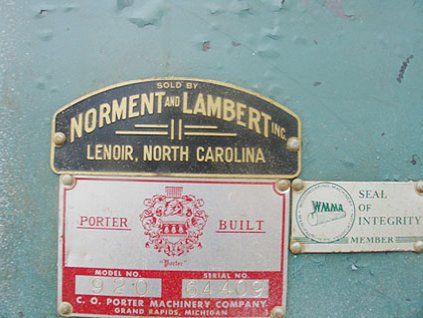 SOLD BY
NORMENT AND LAMBERT INC.
LENOIR, NORTH CAROLINA
PORTER BUILT
"Porter"
MODEL NO. SERIAL NO.
920 64409
C. O. PORTER MACHINERY COMPANY
GRAND RAPIDS, MICHIGAN
WMMA
SEAL
OF
INTEGRITY
MEMBER